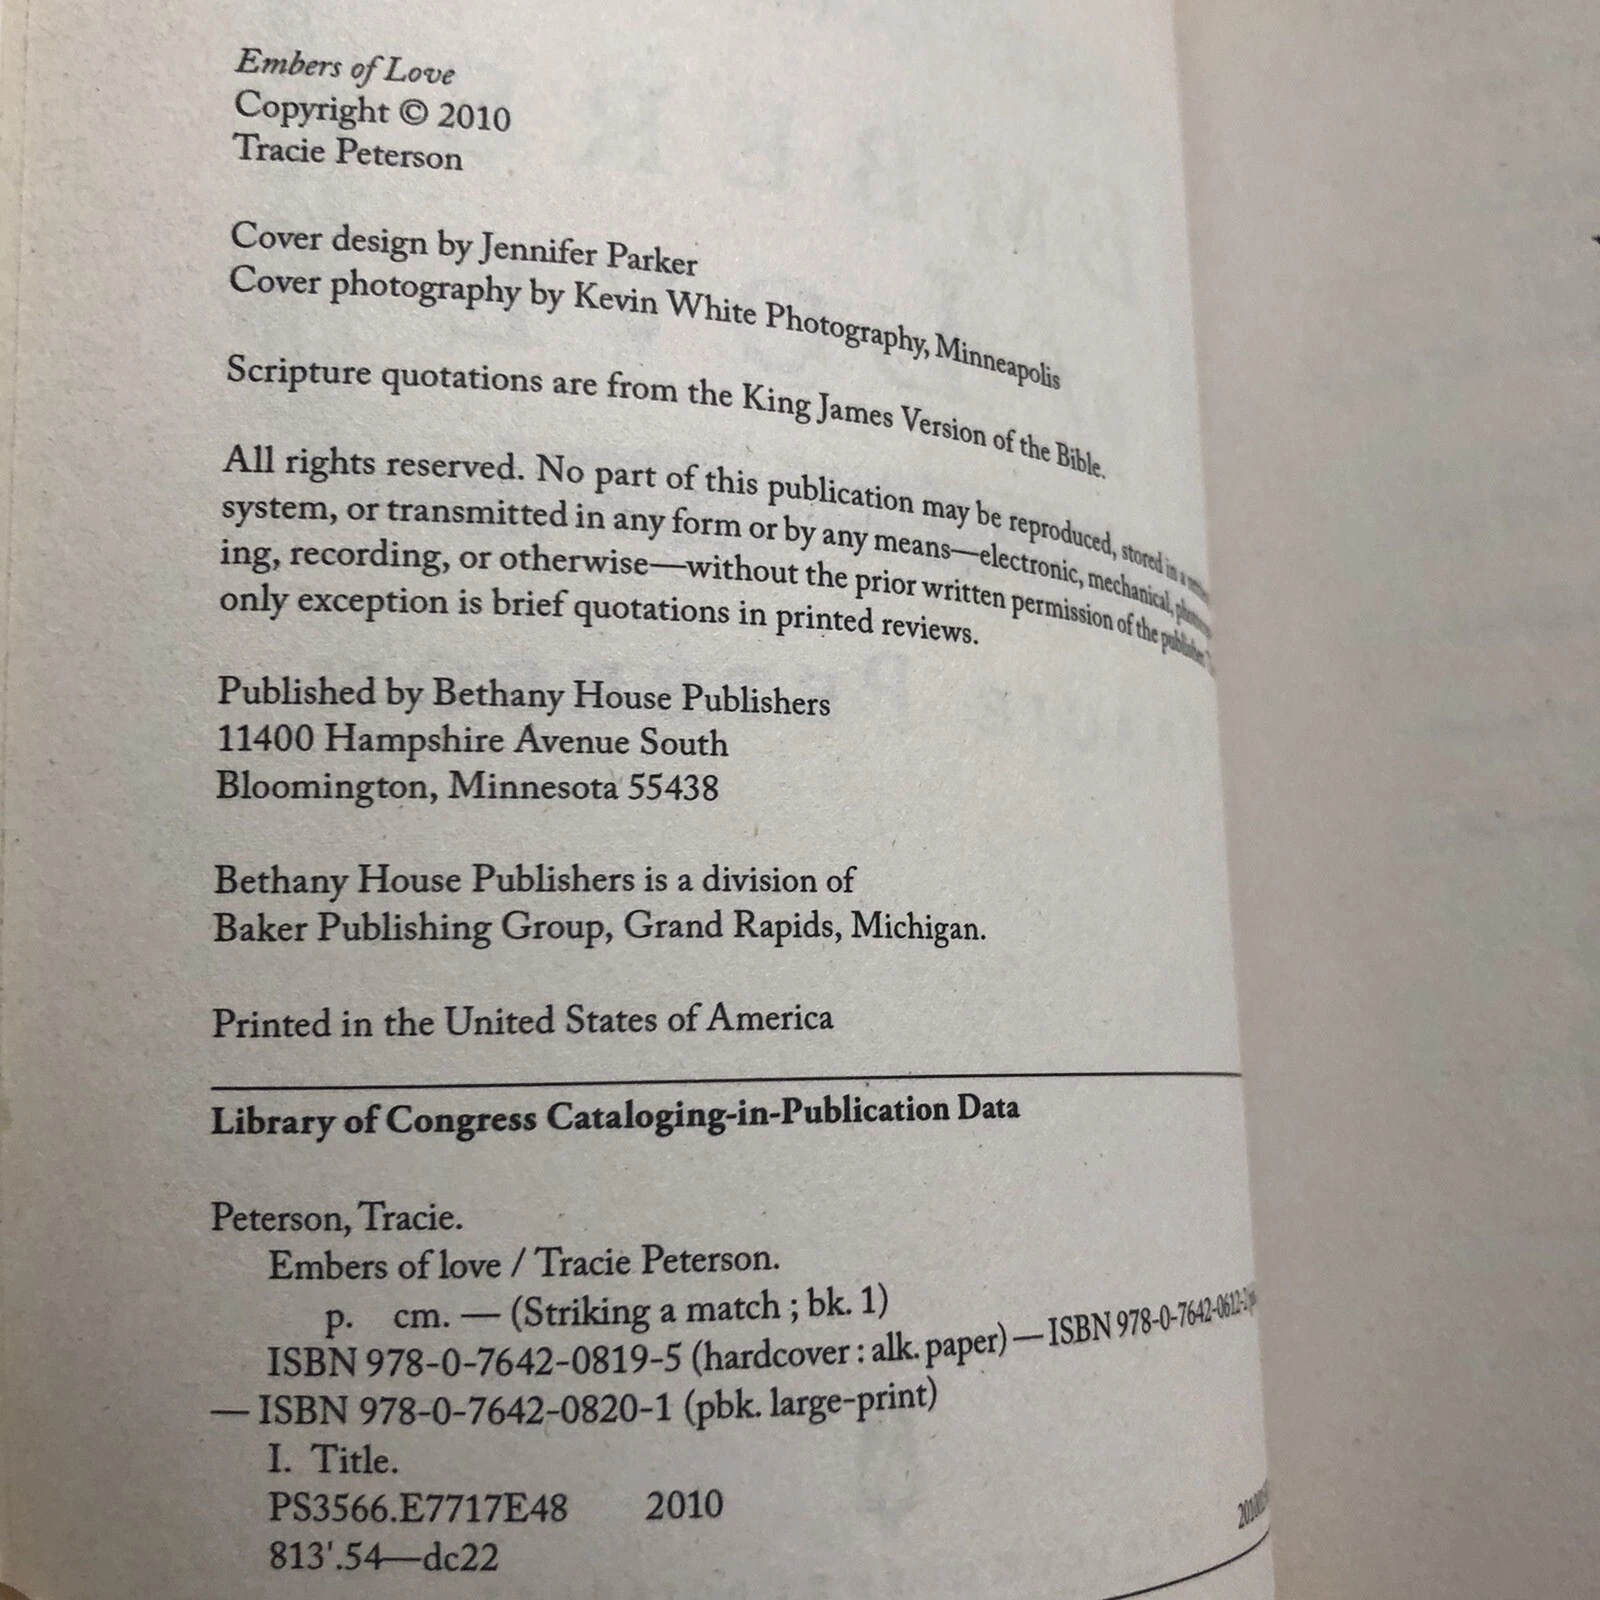 Embers of Love
Copyright © 2010
Tracie Peterson
Cover design by Jennifer Parker
Cover photography by Kevin White Photography, Minneapolis
Scripture quotations are from the King James Version of the Bible.
All rights reserved. No part of this publication may be reproduced, stored in a
system, or transmitted in any form or by any means—electronic, mechanical,
ing, recording, or otherwise—without the prior written permission of the publisher.
only exception is brief quotations in printed reviews.
Published by Bethany House Publishers
11400 Hampshire Avenue South
Bloomington, Minnesota 55438
Bethany House Publishers is a division of
Baker Publishing Group, Grand Rapids, Michigan.
Printed in the United States of America
Library of Congress Cataloging-in-Publication Data
Peterson, Tracie.
Embers of love / Tracie Peterson.
p. cm. — (Striking a match ; bk. 1)
ISBN 978-0-7642-0819-5 (hardcover : alk. paper) — ISBN 978-0-7642-0612-2
— ISBN 978-0-7642-0820-1 (pbk. large-print)
I. Title.
PS3566.E7717E48 2010
813'.54—dc22